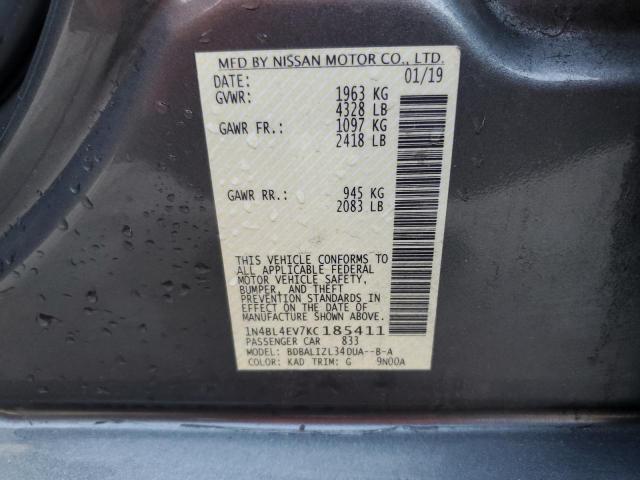 MFD BY NISSAN MOTOR CO., LTD.
DATE: 01/19
GVWR: 1963 KG
4328 LB
GAWR FR.: 1097 KG
2418 LB
GAWR RR.: 945 KG
2083 LB
THIS VEHICLE CONFORMS TO
ALL APPLICABLE FEDERAL
MOTOR VEHICLE SAFETY,
BUMPER, AND THEFT
PREVENTION STANDARDS IN
EFFECT ON THE DATE OF
MANUFACTURE SHOWN ABOVE.
1N4BL4EV7KC185411
PASSENGER CAR 833
MODEL: BDBALIZL34DUA--B-A
COLOR: KAD TRIM: G 9N00A